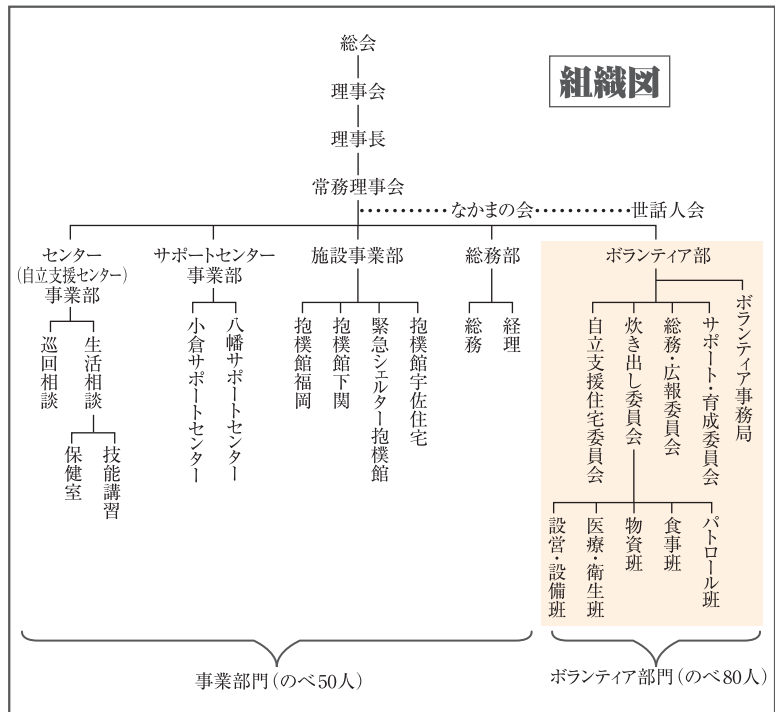 組織図
総会
理事会
理事長
常務理事会
なかまの会
世話人会
センター
(自立支援センター)
事業部
サポートセンター
事業部
施設事業部
総務部
ボランティア部
巡回相談
生活相談
保健室
技能講習
小倉サポートセンター
八幡サポートセンター
抱樸館福岡
抱樸館下関
緊急シェルター抱樸館
抱樸館宇佐住宅
総務
経理
自立支援住宅委員会
炊き出し委員会
総務・広報委員会
サポート・育成委員会
ボランティア事務局
設営・設備班
医療・衛生班
物資班
食事班
パトロール班
事業部門(のべ50人)
ボランティア部門(のべ80人)